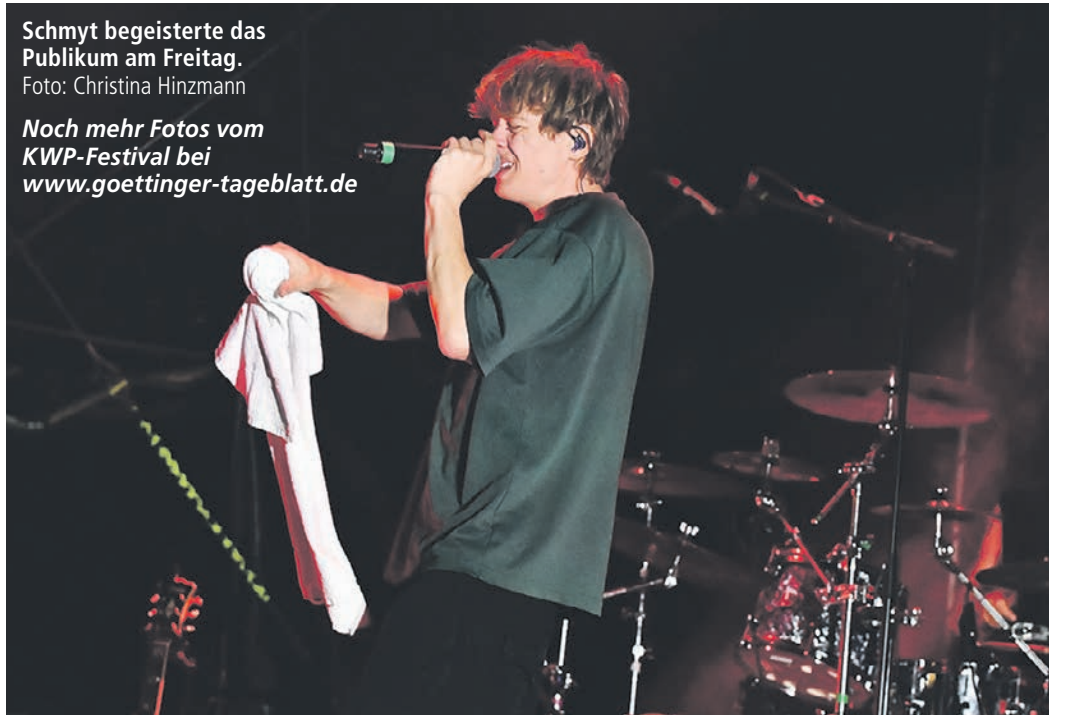 Schmyt begeisterte das
Publikum am Freitag.
Foto: Christina Hinzmann
Noch mehr Fotos vom
KWP-Festival bei
www.goettinger-tageblatt.de